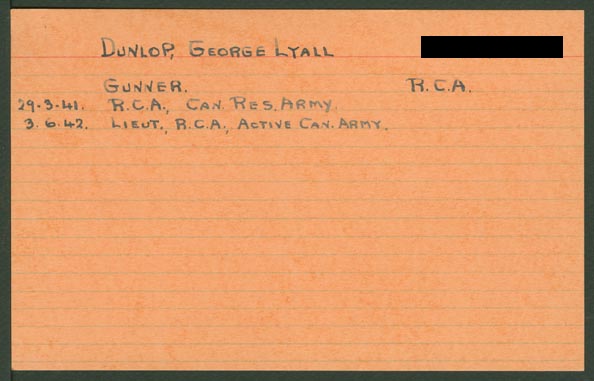 DUNLOP, GEORGE LYALL
GUNNER. R.C.A.
29.3.41. R.C.A., CAN. RES. ARMY.
3.6.42. LIEUT., R.C.A., ACTIVE CAN. ARMY.